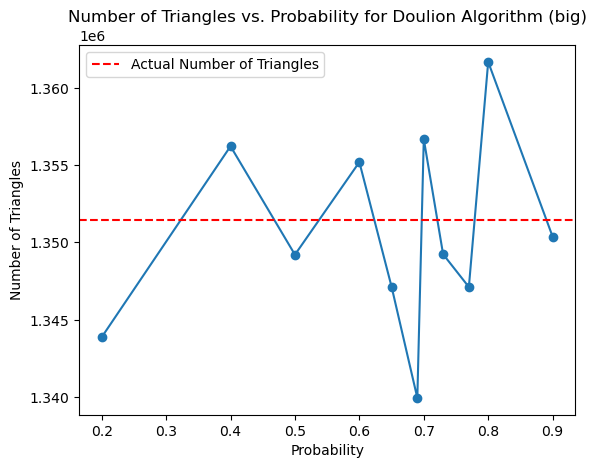 Number of Triangles vs. Probability for Doulion Algorithm (big)
1e6
Actual Number of Triangles
1.360
1.355
1.350
1.345
1.340
Number of Triangles
0.2 0.3 0.4 0.5 0.6 0.7 0.8 0.9
Probability